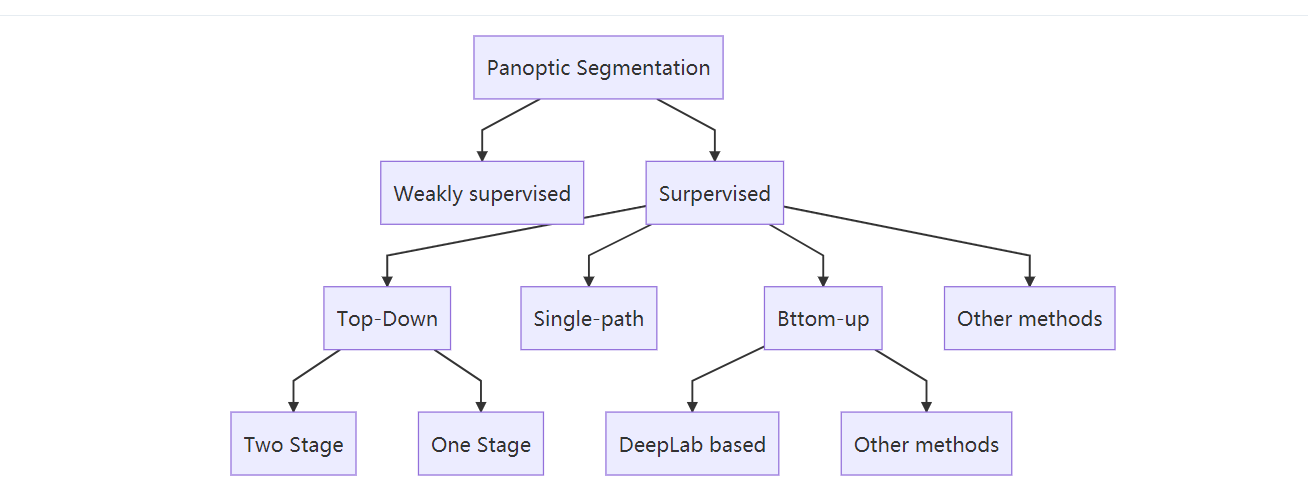 Panoptic Segmentation
Weakly supervised
Surpervised
Top-Down
Single-path
Bttom-up
Other methods
Two Stage
One Stage
DeepLab based
Other methods